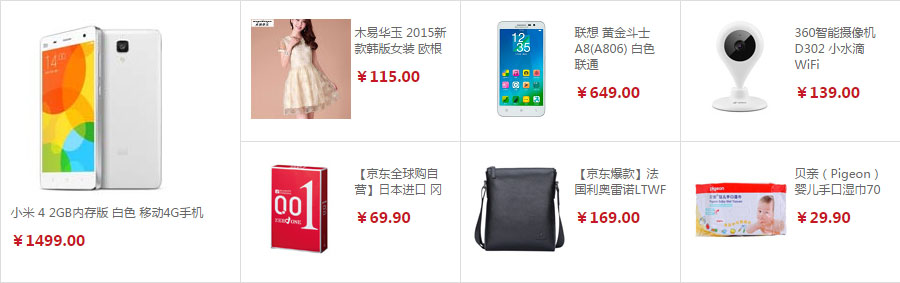 小米 4 2GB内存版 白色 移动4G手机
￥1499.00
木易华玉 2015新
款韩版女装 欧根
￥115.00
12
35
联想 黄金斗士
A8(A806) 白色
联通
￥649.00
360智能摄像机
D302 小水滴
WiFi
￥139.00
001
ZERO ONE
【京东全球购自
营】日本进口 冈
￥69.90
【京东爆款】法
国利奥雷诺LTWF
￥169.00
Pigeon
贝亲（Pigeon）
婴儿手口湿巾70
￥29.90